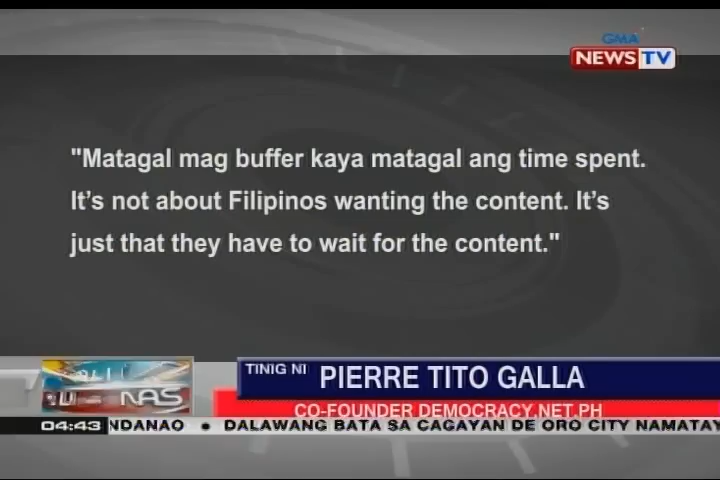 GMA
NEWS TV
"Matagal mag buffer kaya matagal ang time spent.
It's not about Filipinos wanting the content. It's
just that they have to wait for the content."
TINIG NI
PIERRE TITO GALLA
CO-FOUNDER DEMOCRACY.NET.PH
04:43
NDANAO • DALAWANG BATA SA CAGAYAN DE ORO CITY NAMATAY